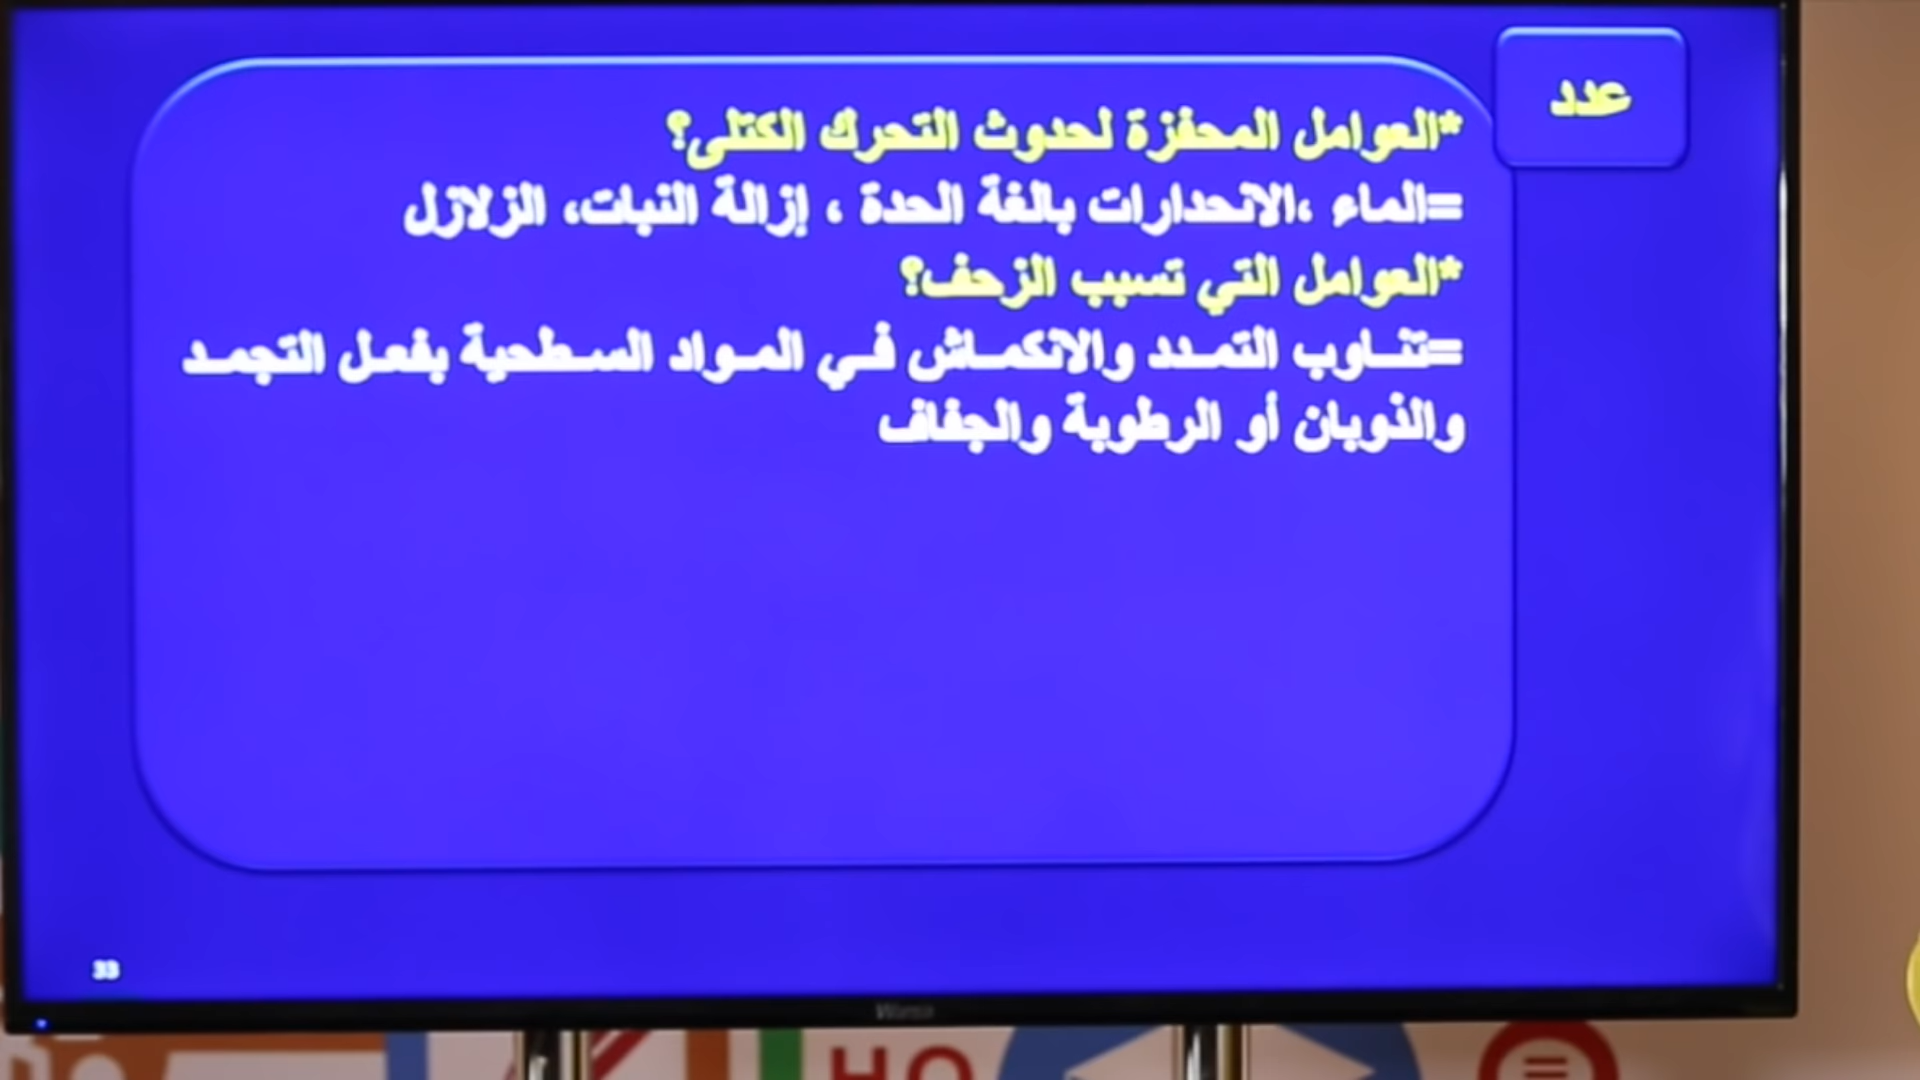 عدد
*العوامل المحفزة لحدوث التحرك الكتلى؟
=الماء ،الانحدارات بالغة الحدة ، إزالة النبات، الزلازل
*العوامل التي تسبب الزحف؟
=تناوب التمدد والانكماش في المواد السطحية بفعل التجمد
والذوبان أو الرطوبة والجفاف
33
HO